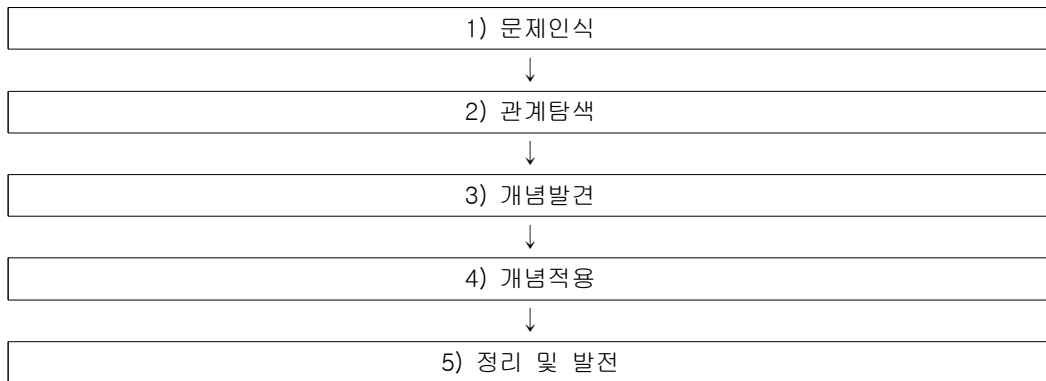 1) 문제인식
↓
2) 관계탐색
↓
3) 개념발견
↓
4) 개념적용
↓
5) 정리 및 발전